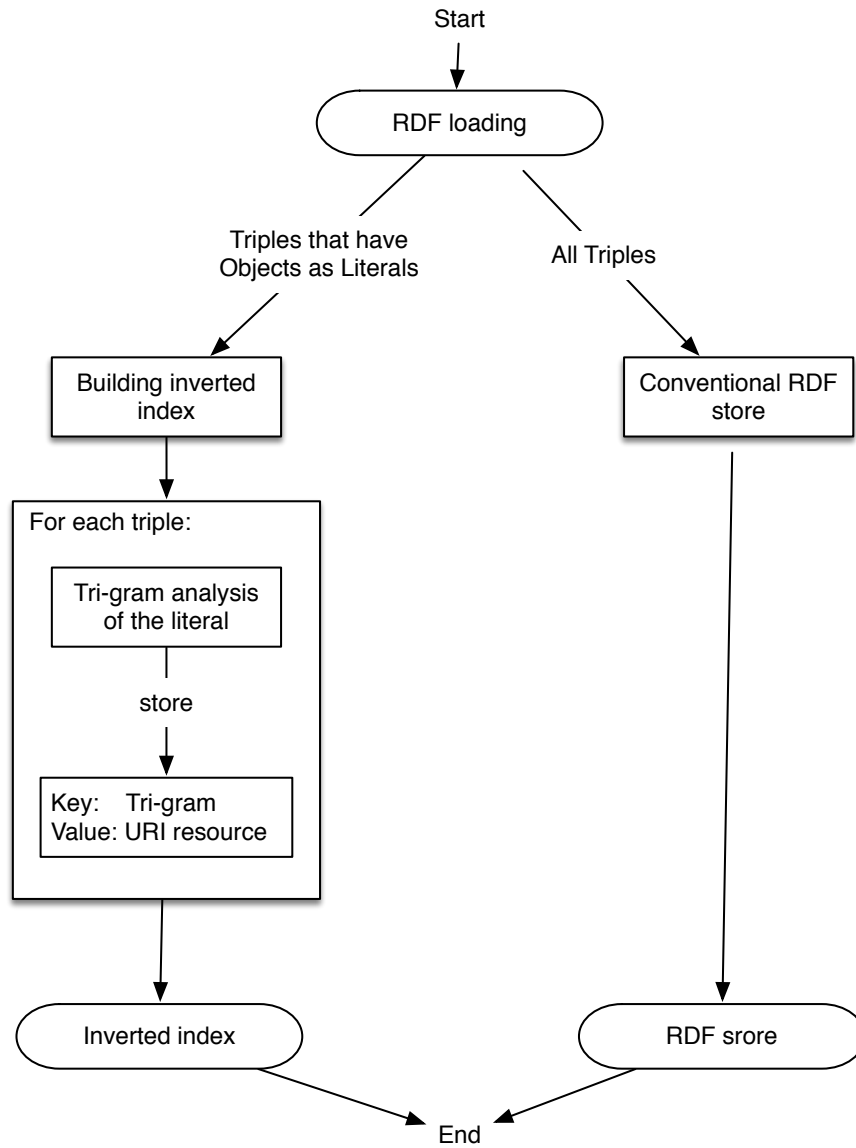 Start
RDF loading
Triples that have
Objects as Literals
All Triples
Building inverted
index
Conventional RDF
store
For each triple:
Tri-gram analysis
of the literal
store
Key: Tri-gram
Value: URI resource
Inverted index
RDF srore
End